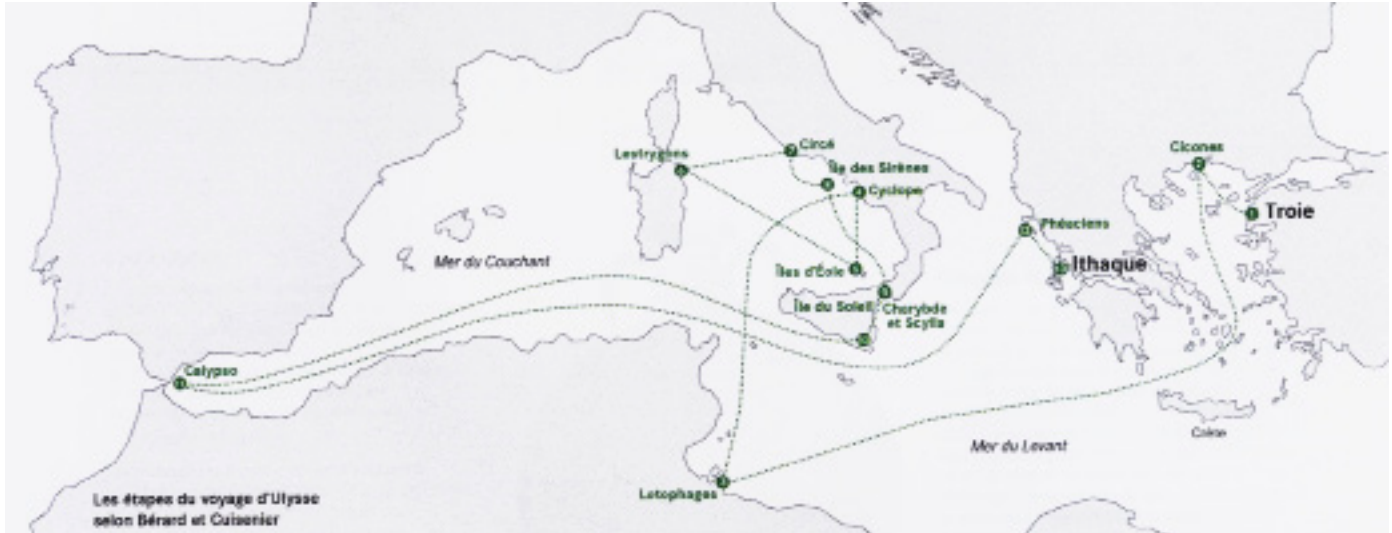 Circé
Cicones
Lestrygons
Île des Sirènes
Cyclope
Troie
Phéaciens
Mer du Couchant
Îles d'Éole
Ithaque
Île du Soleil
Charybde
et Scylla
Calypso
Crète
Mer du Levant
Lotophages
Les étapes du voyage d'Ulysse
selon Bérard et Cuisenier